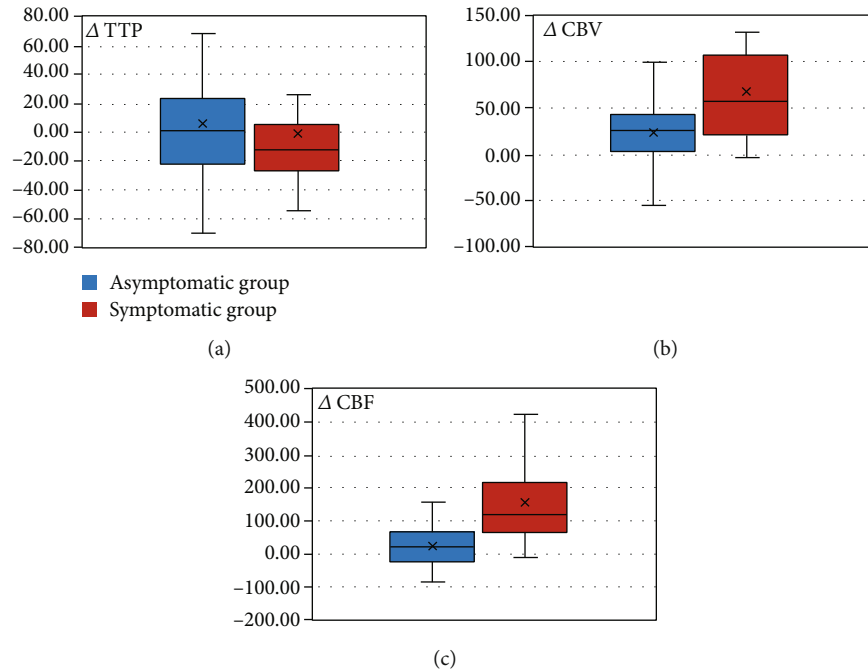 Δ TTP
80.00
60.00
40.00
20.00
0.00
−20.00
−40.00
−60.00
−80.00
Asymptomatic group
Symptomatic group
(a)
Δ CBV
150.00
100.00
50.00
0.00
−50.00
−100.00
(b)
Δ CBF
500.00
400.00
300.00
200.00
100.00
0.00
−100.00
−200.00
(c)